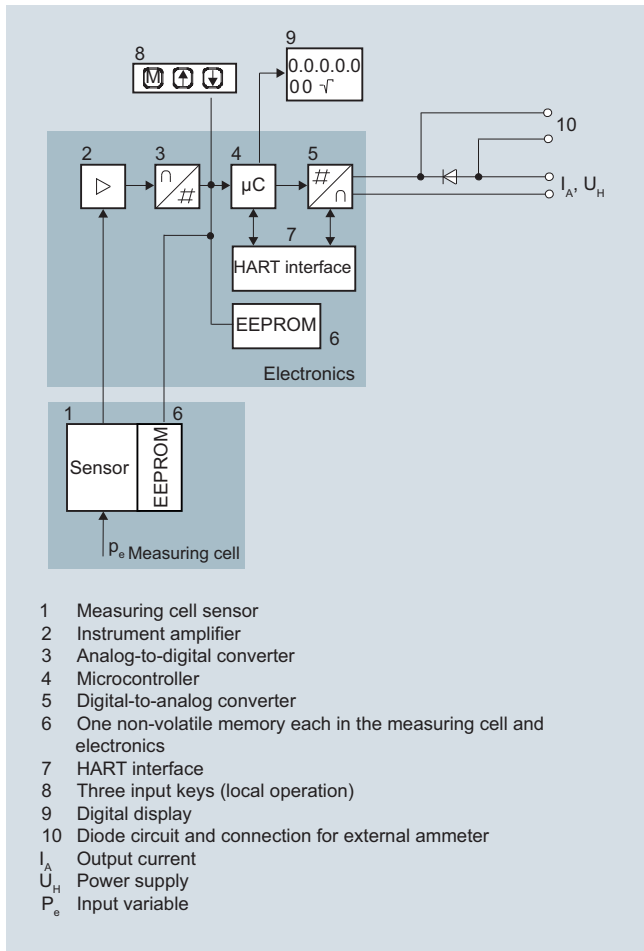 8
M
9
0.0.0.0.0
0 0 √
10
2
3
∩
#
4
µC
5
#
∩
I_A, U_H
7
HART interface
EEPROM
6
Electronics
1
6
Sensor
EEPROM
p_e Measuring cell
1 Measuring cell sensor
2 Instrument amplifier
3 Analog-to-digital converter
4 Microcontroller
5 Digital-to-analog converter
6 One non-volatile memory each in the measuring cell and
electronics
7 HART interface
8 Three input keys (local operation)
9 Digital display
10 Diode circuit and connection for external ammeter
I_A Output current
U_H Power supply
P_e Input variable